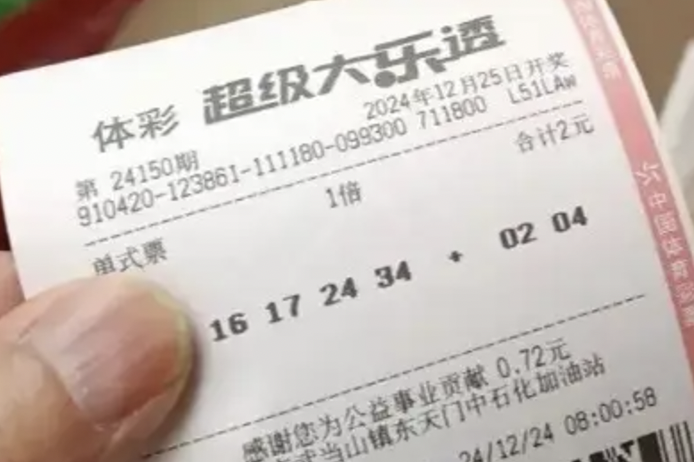 体彩 超级大乐透
第 24150期 2024年12月25日开奖
910420-123861-111180-099300 711800 L51LAw
合计2元
单式票 1倍
16 17 24 34 + 02 04
感谢您为公益事业贡献 0.72元
当山镇东天门中石化加油站
24/12/24 08:00:58
中国体育彩票